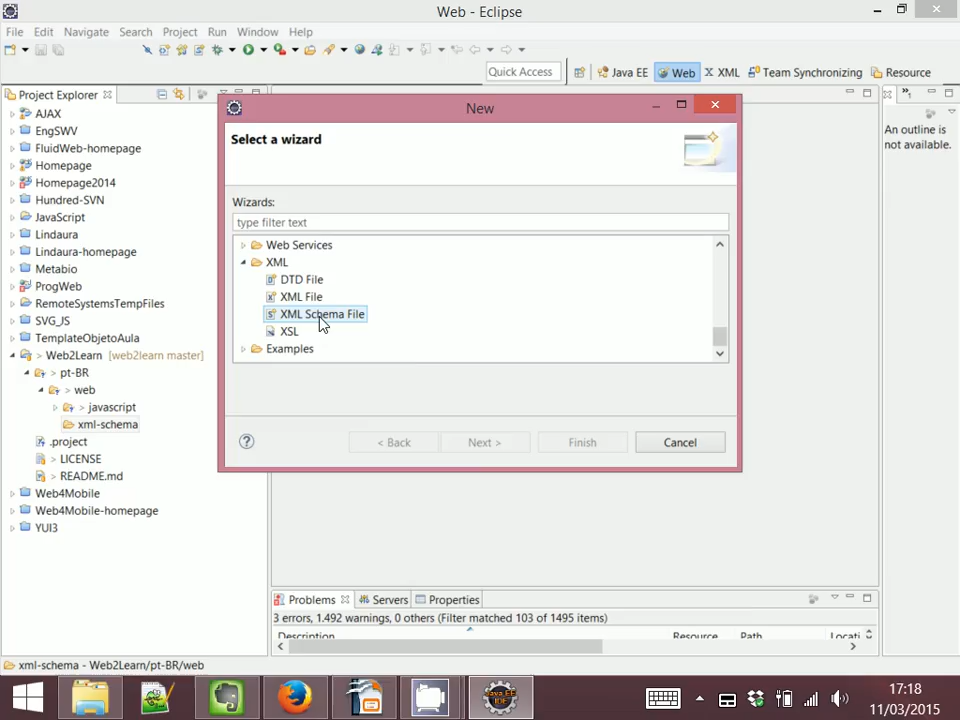 Web - Eclipse
File Edit Navigate Search Project Run Window Help
Quick Access
Java EE Web XML Team Synchronizing Resource
Project Explorer
AJAX
EngSWV
FluidWeb-homepage
Homepage
Homepage2014
Hundred-SVN
JavaScript
Lindaura
Lindaura-homepage
Metabio
ProgWeb
RemoteSystemsTempFiles
SVG_JS
TemplateObjetoAula
> Web2Learn [web2learn master]
> pt-BR
> web
> javascript
xml-schema
.project
> LICENSE
> README.md
Web4Mobile
Web4Mobile-homepage
YUI3
New
Select a wizard
Wizards:
type filter text
Web Services
XML
DTD File
XML File
XML Schema File
XSL
Examples
?
< Back Next > Finish Cancel
»1
An outline is
not available.
Problems Servers Properties
3 errors, 1.492 warnings, 0 others (Filter matched 103 of 1495 items)
Description Resource Path Locati
xml-schema - Web2Learn/pt-BR/web
Java EE
IDE
17:18
11/03/2015